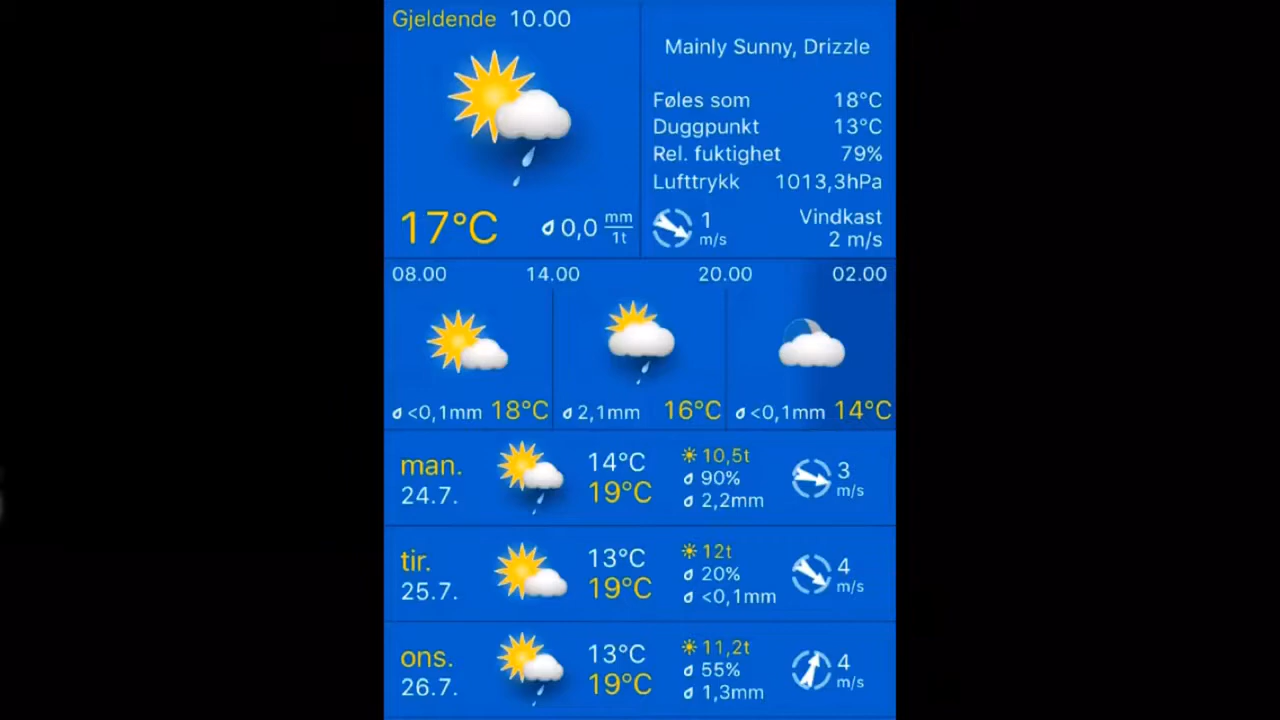 Gjeldende 10.00
17°C 0,0 mm/1t
Mainly Sunny, Drizzle
Føles som 18°C
Duggpunkt 13°C
Rel. fuktighet 79%
Lufttrykk 1013,3hPa
1 m/s Vindkast 2 m/s
08.00 14.00 20.00 02.00
<0,1mm 18°C 2,1mm 16°C <0,1mm 14°C
man. 14°C 10,5t
24.7. 19°C 90% 3 m/s
2,2mm
tir. 13°C 12t
25.7. 19°C 20% 4 m/s
<0,1mm
ons. 13°C 11,2t
26.7. 19°C 55% 4 m/s
1,3mm